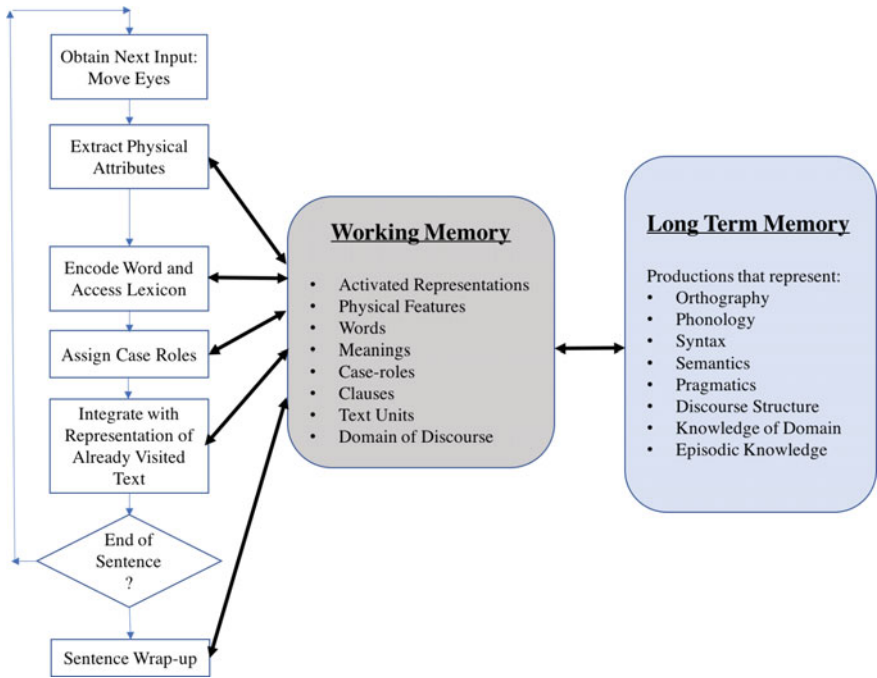 Obtain Next Input:
Move Eyes
Extract Physical
Attributes
Encode Word and
Access Lexicon
Assign Case Roles
Integrate with
Representation of
Already Visited
Text
End of
Sentence
?
Sentence Wrap-up
Working Memory
• Activated Representations
• Physical Features
• Words
• Meanings
• Case-roles
• Clauses
• Text Units
• Domain of Discourse
Long Term Memory
Productions that represent:
• Orthography
• Phonology
• Syntax
• Semantics
• Pragmatics
• Discourse Structure
• Knowledge of Domain
• Episodic Knowledge